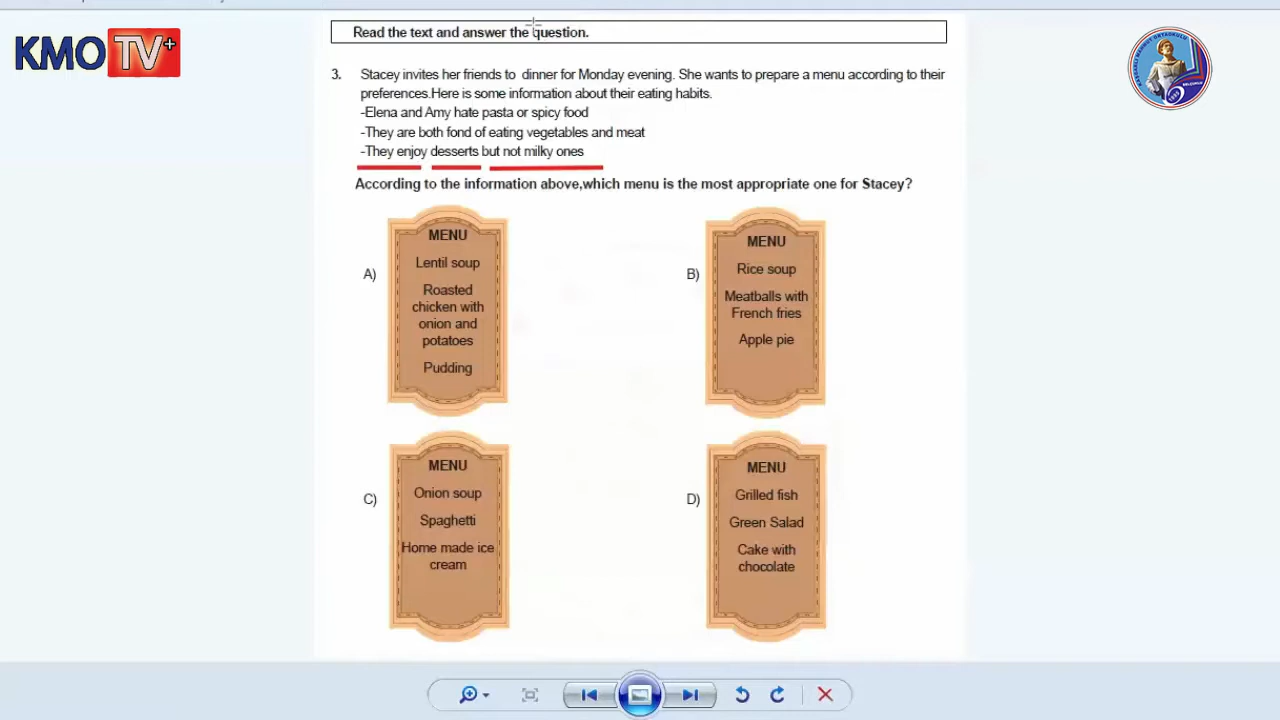 KMO TV+
Read the text and answer the question.
3. Stacey invites her friends to dinner for Monday evening. She wants to prepare a menu according to their
preferences.Here is some information about their eating habits.
-Elena and Amy hate pasta or spicy food
-They are both fond of eating vegetables and meat
-They enjoy desserts but not milky ones
According to the information above,which menu is the most appropriate one for Stacey?
A)
MENU
Lentil soup
Roasted
chicken with
onion and
potatoes
Pudding
B)
MENU
Rice soup
Meatballs with
French fries
Apple pie
C)
MENU
Onion soup
Spaghetti
Home made ice
cream
D)
MENU
Grilled fish
Green Salad
Cake with
chocolate